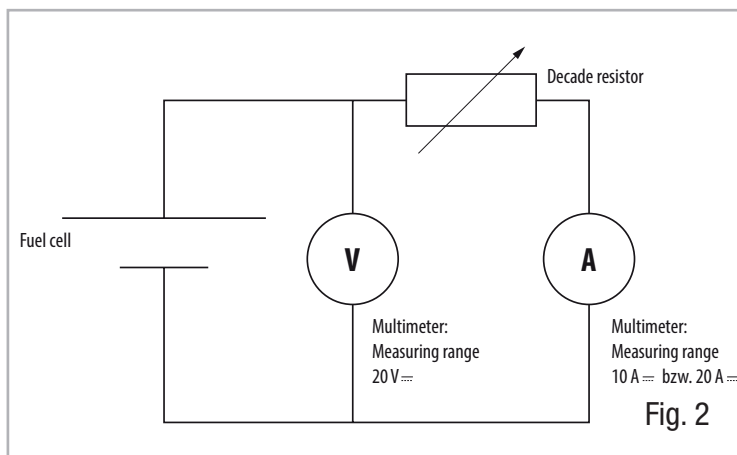 Decade resistor
Fuel cell
V
A
Multimeter:
Measuring range
20 V ⎓
Multimeter:
Measuring range
10 A ⎓ bzw. 20 A ⎓
Fig. 2